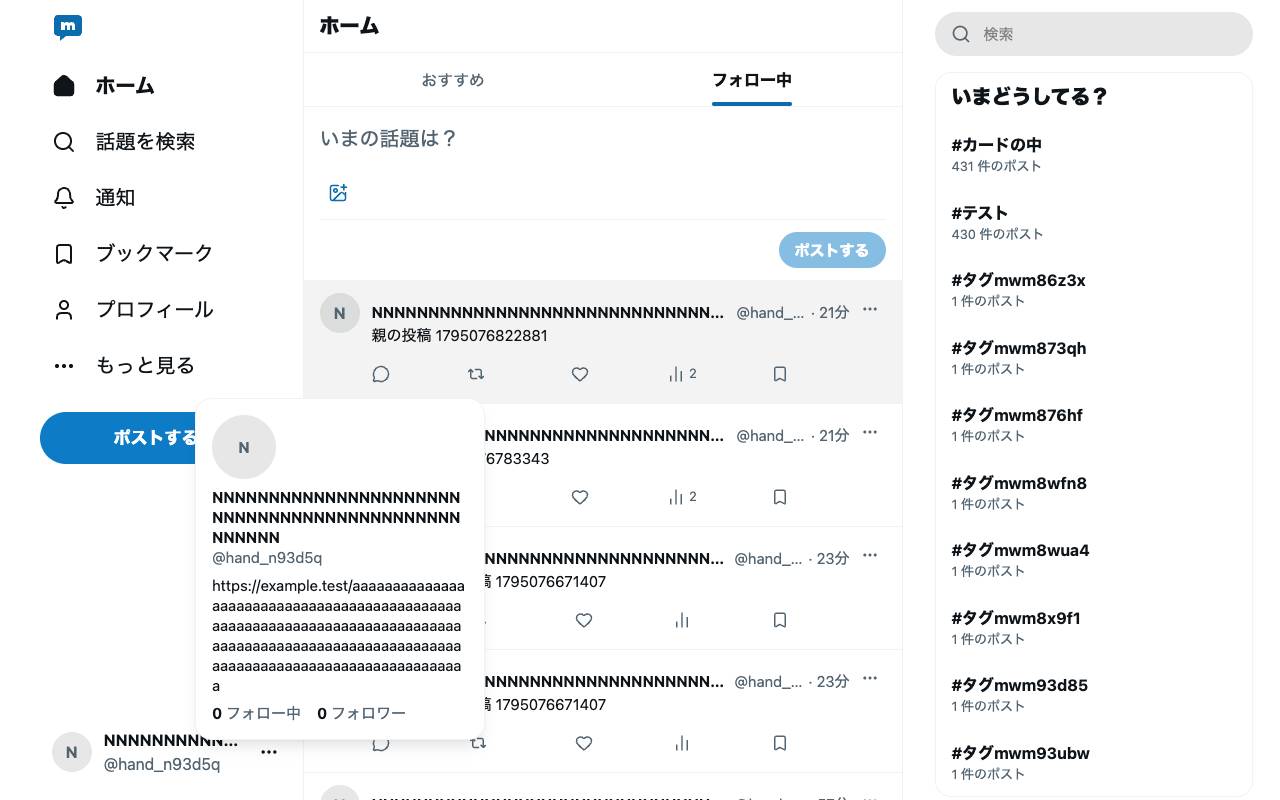 m
ホーム
話題を検索
通知
ブックマーク
プロフィール
もっと見る
ポストする
N
NNNNNNNNNN...
@hand_n93d5q
ホーム
おすすめ
フォロー中
いまの話題は？
ポストする
N
NNNNNNNNNNNNNNNNNNNNNNNNNNNNNN... @hand_... · 21分
親の投稿 1795076822881
2
NNNNNNNNNNNNNNNNNNNNN... @hand_... · 21分
76783343
2
NNNNNNNNNNNNNNNNNNNNN... @hand_... · 23分
稿 1795076671407
NNNNNNNNNNNNNNNNNNNNN... @hand_... · 23分
稿 1795076671407
N
NNNNNNNNNNNNNNNNNNNNNN
NNNNNNNNNNNNNNNNNNNNNN
NNNNNN
@hand_n93d5q
https://example.test/aaaaaaaaaaaaaa
aaaaaaaaaaaaaaaaaaaaaaaaaaaaaaa
aaaaaaaaaaaaaaaaaaaaaaaaaaaaaaa
aaaaaaaaaaaaaaaaaaaaaaaaaaaaaaa
aaaaaaaaaaaaaaaaaaaaaaaaaaaaaaa
a
0 フォロー中 0 フォロワー
検索
いまどうしてる？
#カードの中
431 件のポスト
#テスト
430 件のポスト
#タグmwm86z3x
1 件のポスト
#タグmwm873qh
1 件のポスト
#タグmwm876hf
1 件のポスト
#タグmwm8wfn8
1 件のポスト
#タグmwm8wua4
1 件のポスト
#タグmwm8x9f1
1 件のポスト
#タグmwm93d85
1 件のポスト
#タグmwm93ubw
1 件のポスト